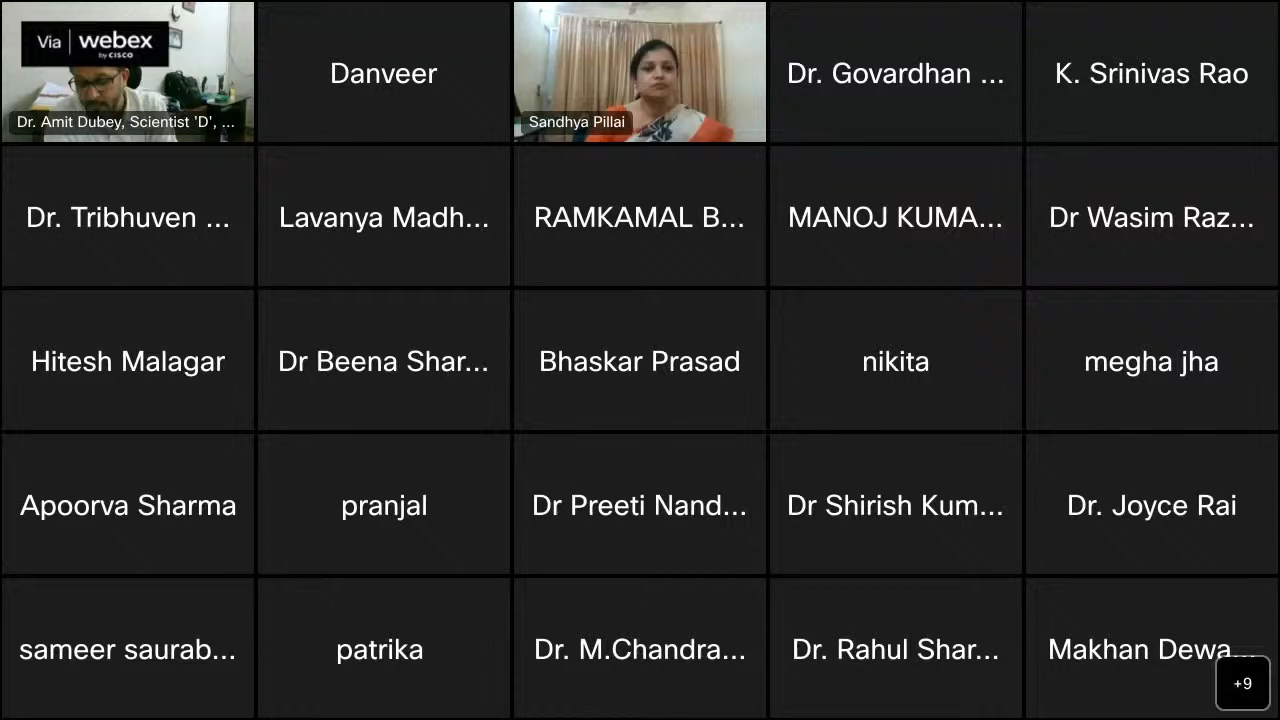 Via webex
by CISCO
Dr. Amit Dubey, Scientist 'D', ...
Danveer
Sandhya Pillai
Dr. Govardhan ...
K. Srinivas Rao
Dr. Tribhuven ...
Lavanya Madh...
RAMKAMAL B...
MANOJ KUMA...
Dr Wasim Raz...
Hitesh Malagar
Dr Beena Shar...
Bhaskar Prasad
nikita
megha jha
Apoorva Sharma
pranjal
Dr Preeti Nand...
Dr Shirish Kum...
Dr. Joyce Rai
sameer saurab...
patrika
Dr. M.Chandra...
Dr. Rahul Shar...
Makhan Dewa...
+9